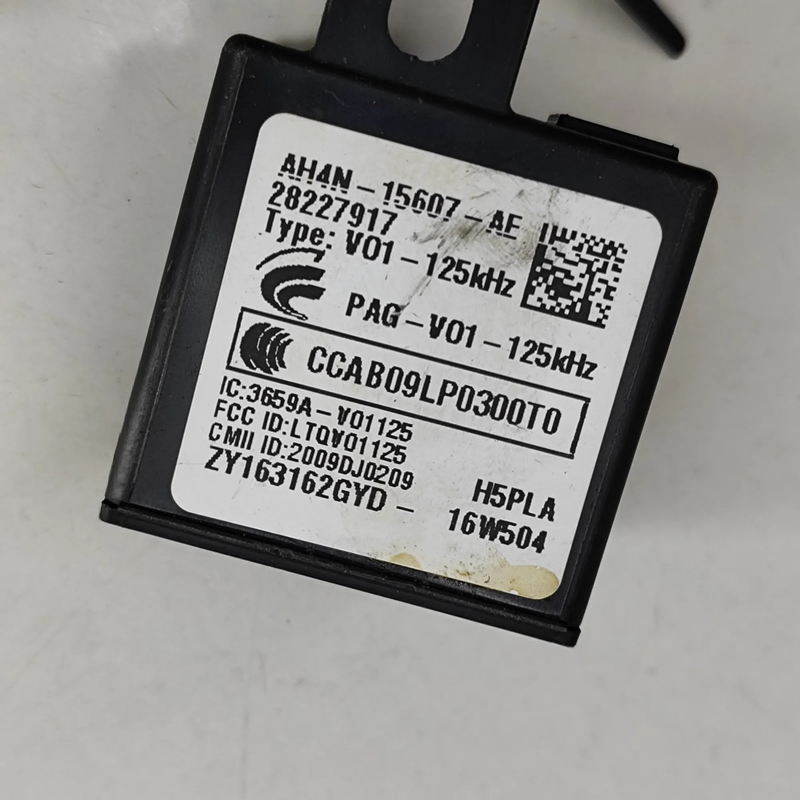 AH4N-15607-AE
28227917
Type: V01-125kHz
PAG-V01-125kHz
CCAB09LP0300T0
IC:3659A-V01125
FCC ID:LTQV01125
CMII ID:2009DJ0209
ZY163162GYD-
H5PLA
16W504